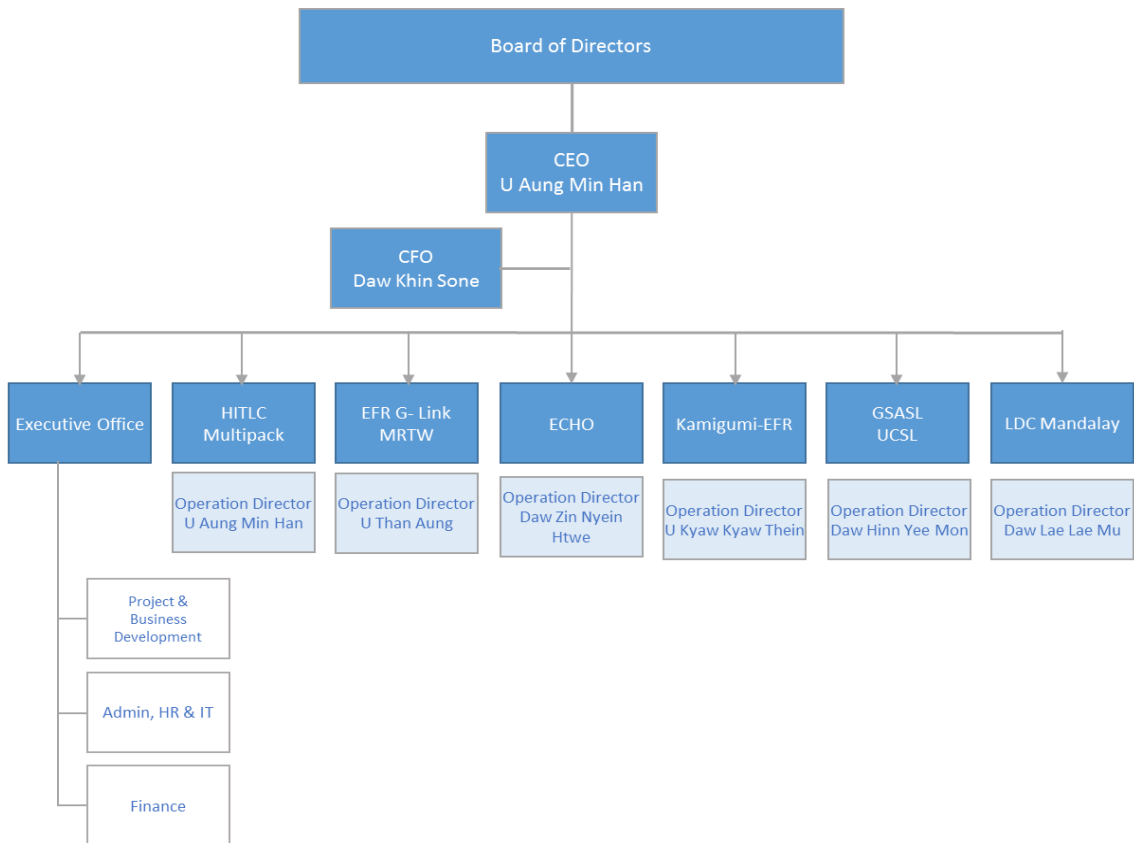 Board of Directors
CEO
U Aung Min Han
CFO
Daw Khin Sone
Executive Office
HITLC
Multipack
EFR G- Link
MRTW
ECHO
Kamigumi-EFR
GSASL
UCSL
LDC Mandalay
Operation Director
U Aung Min Han
Operation Director
U Than Aung
Operation Director
Daw Zin Nyein
Htwe
Operation Director
U Kyaw Kyaw Thein
Operation Director
Daw Hinn Yee Mon
Operation Director
Daw Lae Lae Mu
Project &
Business
Development
Admin, HR & IT
Finance